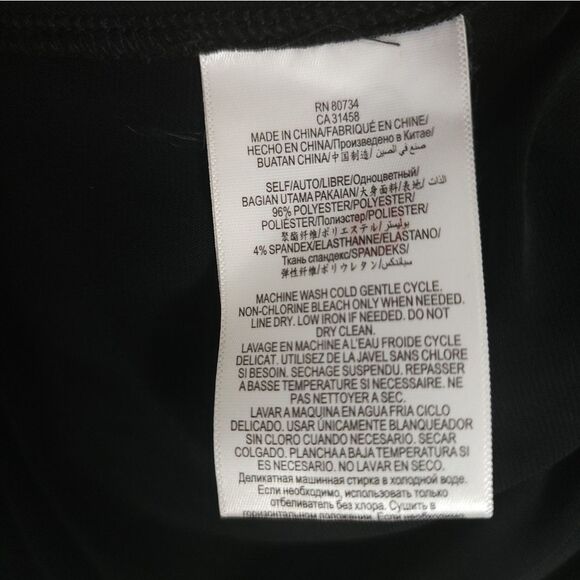 RN 80734
CA 31458
MADE IN CHINA/FABRIQUÉ EN CHINE/
HECHO EN CHINA/Произведено в Китае/
BUATAN CHINA/中国制造/ صنع في الصين
SELF/AUTO/LIBRE/Одноцветный/
BAGIAN UTAMA PAKAIAN/大身面料/表地/ الذات
96% POLYESTER/POLYESTER/
POLIÉSTER/Полиэстер/POLIESTER/
聚酯纤维/ポリエステル/ بوليستر
4% SPANDEX/ELASTHANNE/ELASTANO/
Ткань спандекс/SPANDEKS/
弹性纤维/ポリウレタン/ سباندكس
MACHINE WASH COLD GENTLE CYCLE.
NON-CHLORINE BLEACH ONLY WHEN NEEDED.
LINE DRY. LOW IRON IF NEEDED. DO NOT
DRY CLEAN.
LAVAGE EN MACHINE A L'EAU FROIDE CYCLE
DELICAT. UTILISEZ DE LA JAVEL SANS CHLORE
SI BESOIN. SECHAGE SUSPENDU. REPASSER
A BASSE TEMPERATURE SI NECESSAIRE. NE
PAS NETTOYER A SEC.
LAVAR A MAQUINA EN AGUA FRIA CICLO
DELICADO. USAR ÚNICAMENTE BLANQUEADOR
SIN CLORO CUANDO NECESARIO. SECAR
COLGADO. PLANCHA A BAJA TEMPERATURA SI
ES NECESARIO. NO LAVAR EN SECO.
Деликатная машинная стирка в холодной воде.
Если необходимо, использовать только
отбеливатель без хлора. Сушить в
горизонтальном положении. Если необходимо,